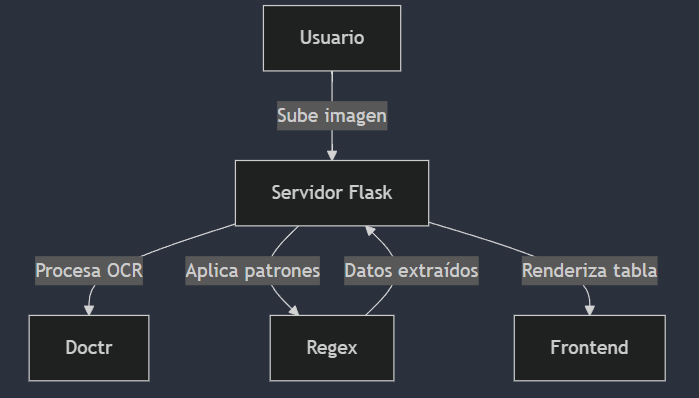 Usuario
Sube imagen
Servidor Flask
Procesa OCR
Aplica patrones
Datos extraídos
Renderiza tabla
Doctr
Regex
Frontend